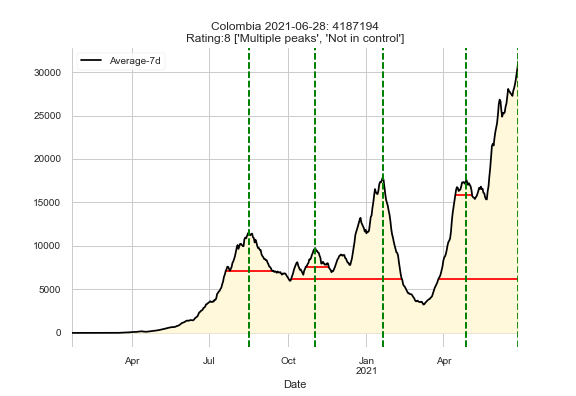 Colombia 2021-06-28: 4187194
Rating:8 ['Multiple peaks', 'Not in control']
Average-7d
30000
25000
20000
15000
10000
5000
0
Apr
Jul
Oct
Jan
2021
Apr
Date